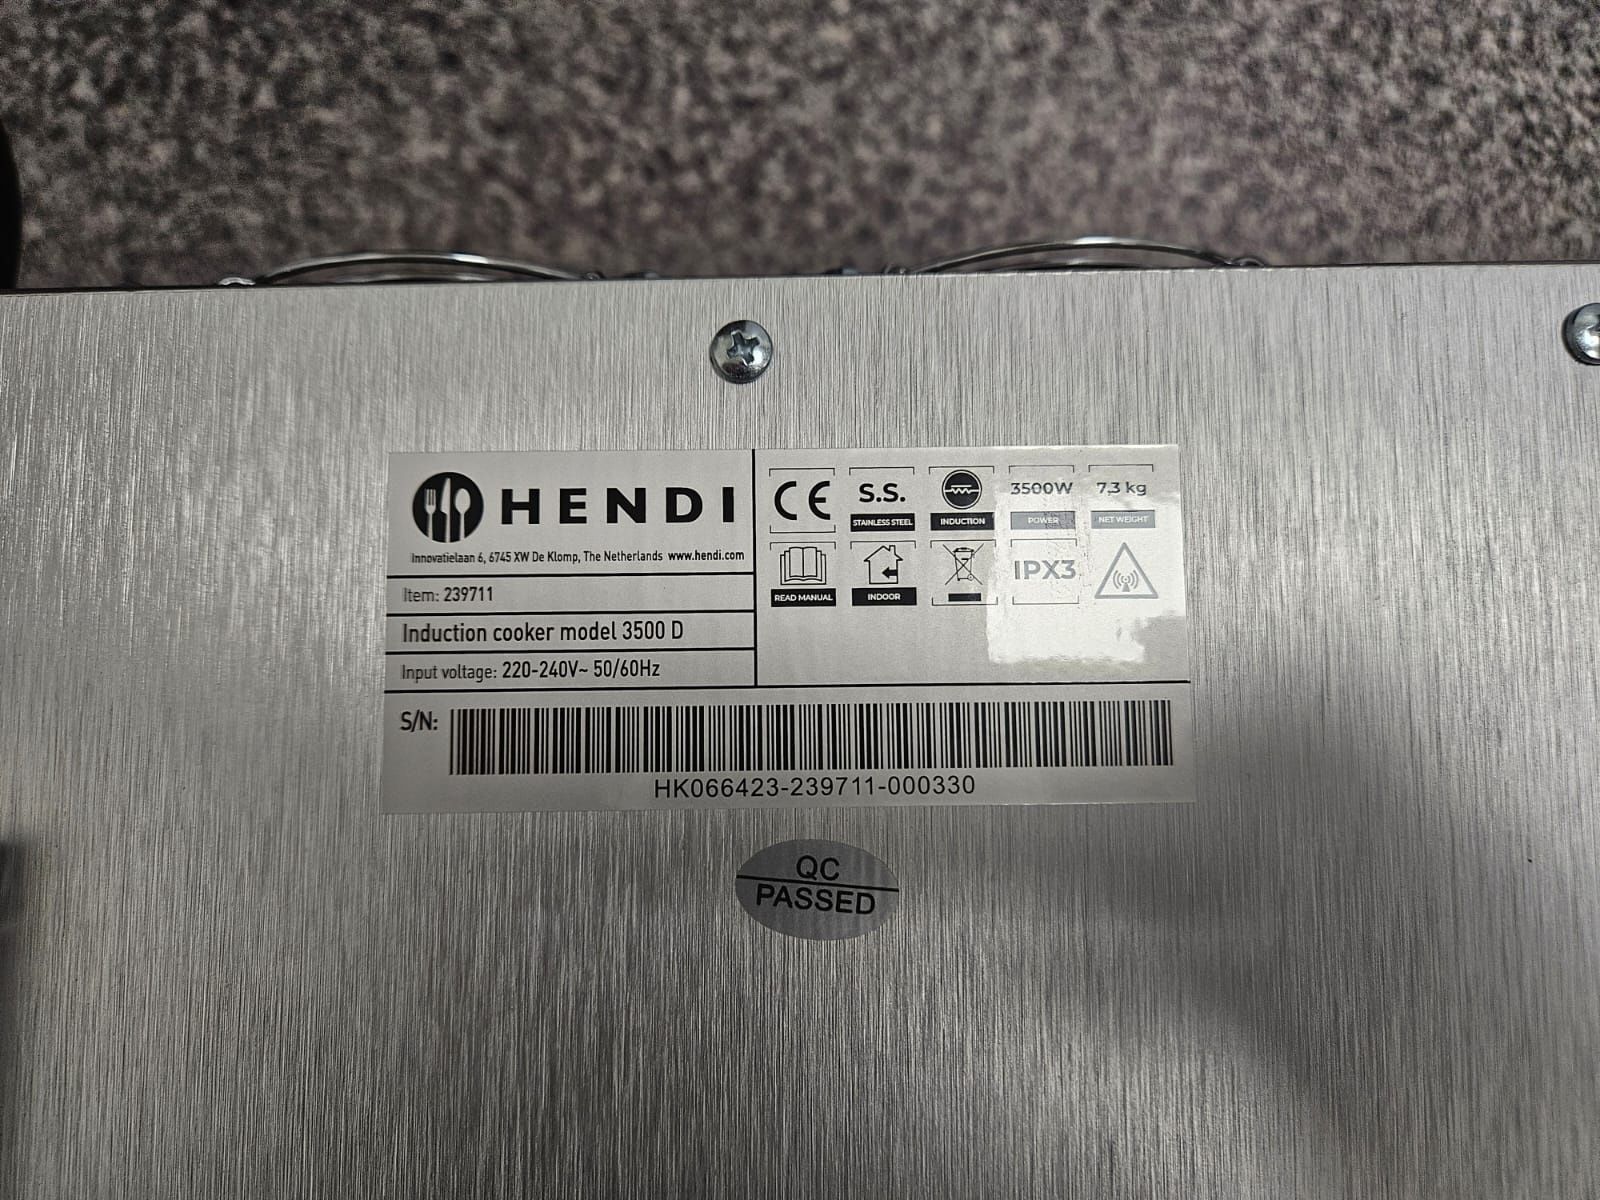 HENDI
Innovatielaan 6, 6745 XW De Klomp, The Netherlands www.hendi.com
Item: 239711
Induction cooker model 3500 D
Input voltage: 220-240V~ 50/60Hz
CE
S.S.
STAINLESS STEEL
INDUCTION
3500W
POWER
7,3 kg
NET WEIGHT
READ MANUAL
INDOOR
IPX3
S/N:
HK066423-239711-000330
QC
PASSED